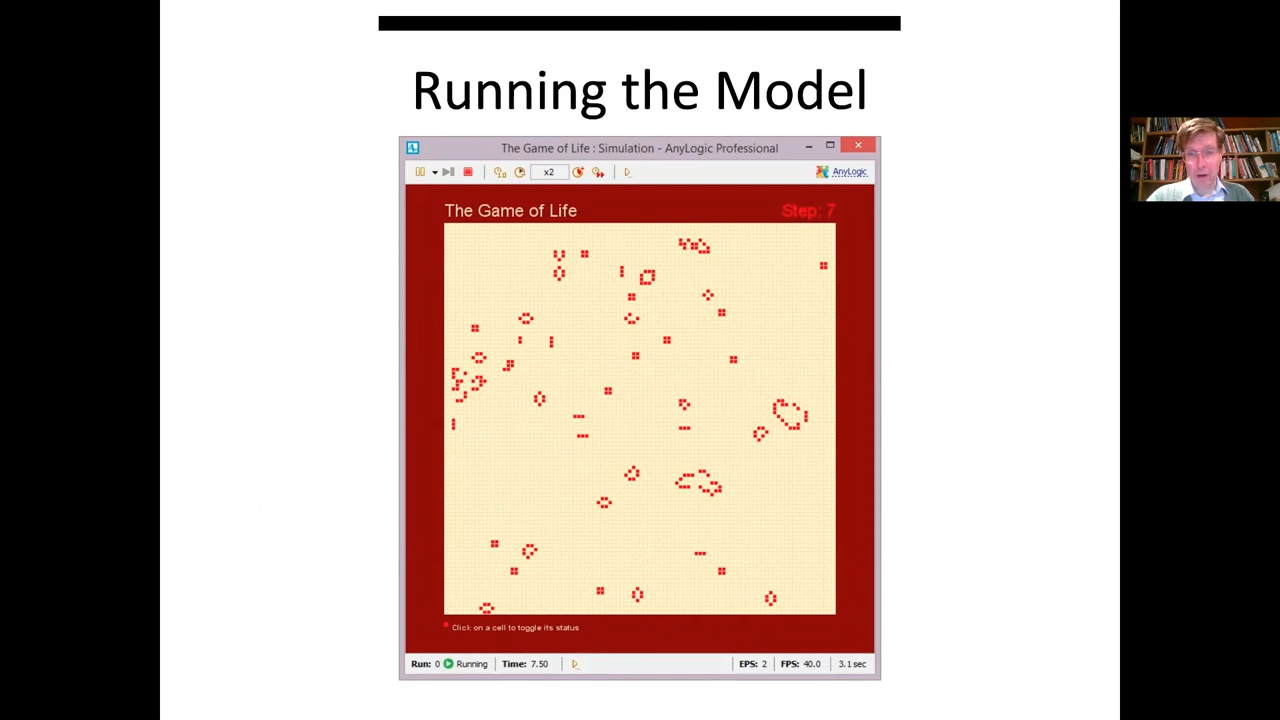 Running the Model
The Game of Life : Simulation - AnyLogic Professional
x2
AnyLogic
The Game of Life
Step: 7
Click on a cell to toggle its status
Run: 0 Running Time: 7.50 EPS: 2 FPS: 40.0 3.1 sec